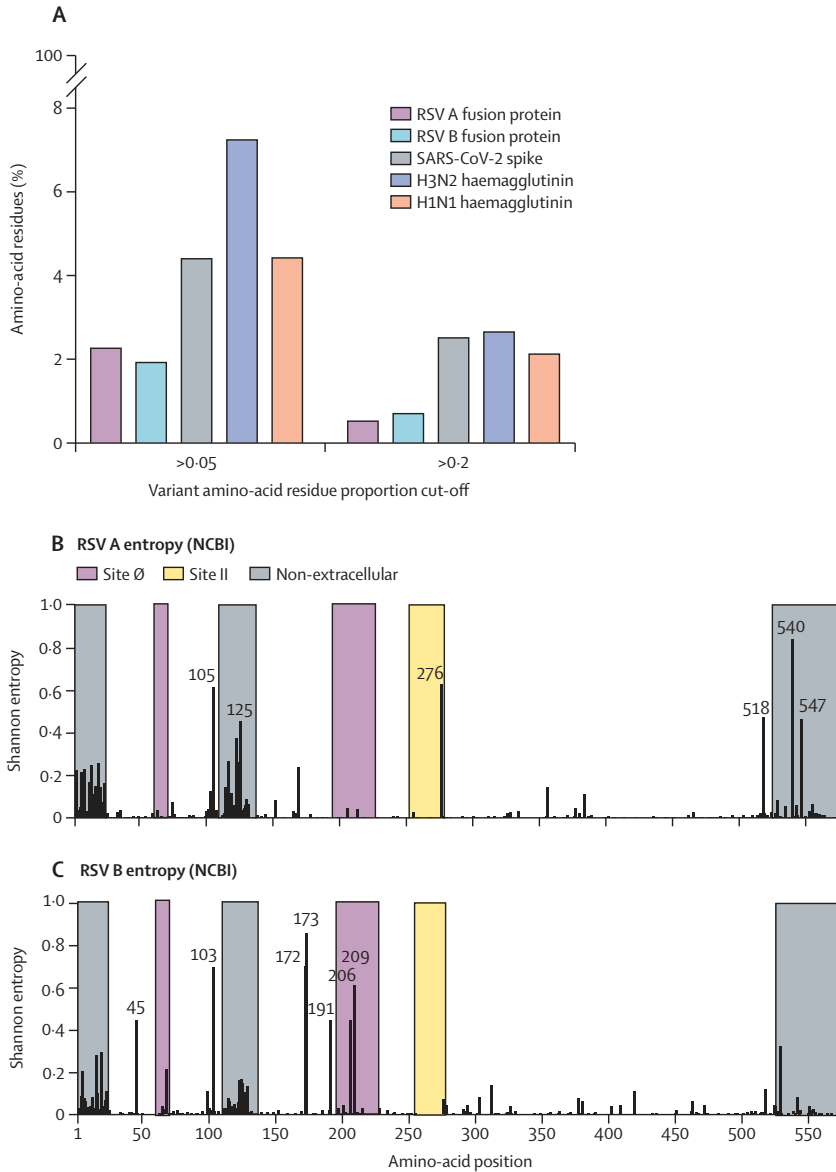 A
100
8
6
4
2
0
Amino-acid residues (%)
RSV A fusion protein
RSV B fusion protein
SARS-CoV-2 spike
H3N2 haemagglutinin
H1N1 haemagglutinin
>0·05
>0·2
Variant amino-acid residue proportion cut-off
B RSV A entropy (NCBI)
Site Ø Site II Non-extracellular
1·0
0·8
0·6
0·4
0·2
0
Shannon entropy
105
125
276
518
540
547
C RSV B entropy (NCBI)
1·0
0·8
0·6
0·4
0·2
0
Shannon entropy
45
103
172
173
191
206
209
1 50 100 150 200 250 300 350 400 450 500 550
Amino-acid position